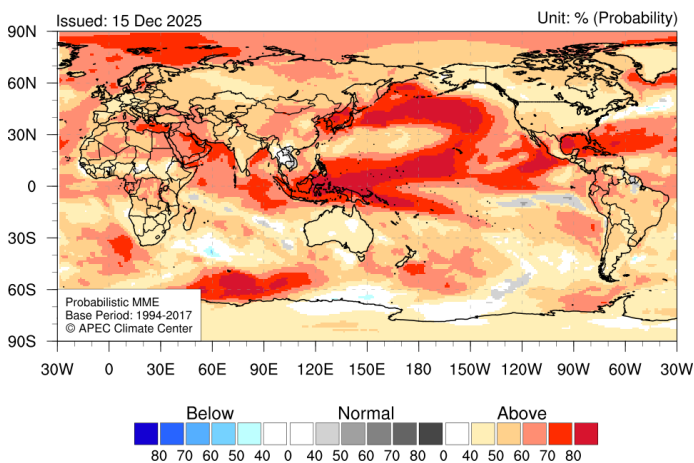 Issued: 15 Dec 2025
Unit: % (Probability)
90N
60N
30N
0
30S
60S
90S
Probabilistic MME
Base Period: 1994-2017
© APEC Climate Center
30W 0 30E 60E 90E 120E 150E 180 150W 120W 90W 60W 30W
Below Normal Above
80 70 60 50 40 0 40 50 60 70 80 0 40 50 60 70 80